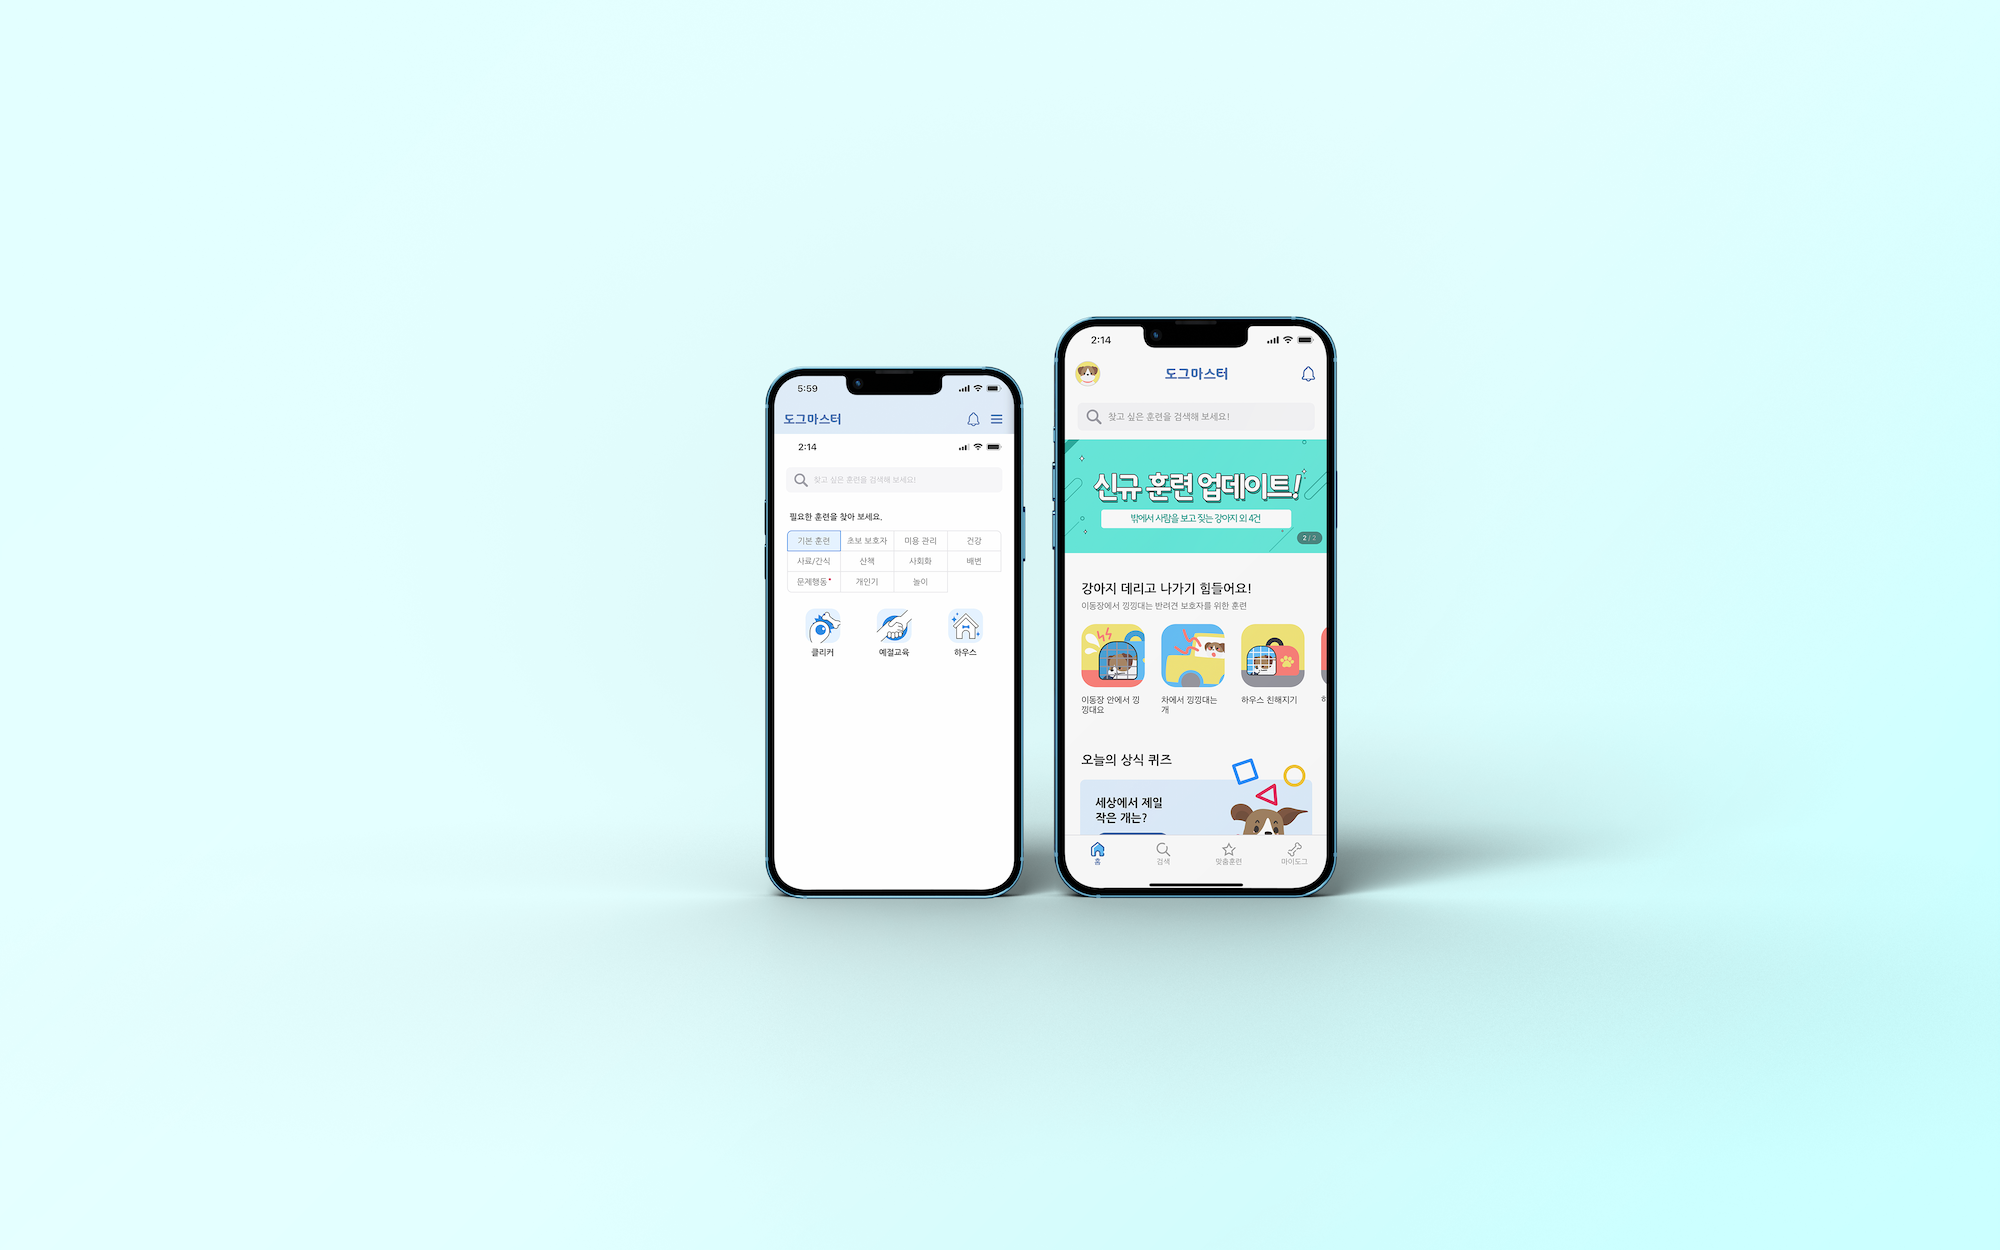 5:59
도그마스터
2:14
찾고 싶은 훈련을 검색해 보세요!
필요한 훈련을 찾아 보세요.
기본 훈련 초보 보호자 미용 관리 건강
사료/간식 산책 사회화 배변
문제행동 개인기 놀이
클리커 예절교육 하우스
2:14
도그마스터
찾고 싶은 훈련을 검색해 보세요!
신규 훈련 업데이트!
밖에서 사람을 보고 짖는 강아지 외 4건
2 / 2
강아지 데리고 나가기 힘들어요!
이동장에서 낑낑대는 반려견 보호자를 위한 훈련
이동장 안에서 낑
낑대요
차에서 낑낑대는
개
하우스 친해지기
오늘의 상식 퀴즈
세상에서 제일
작은 개는?
홈 검색 맞춤훈련 마이도그